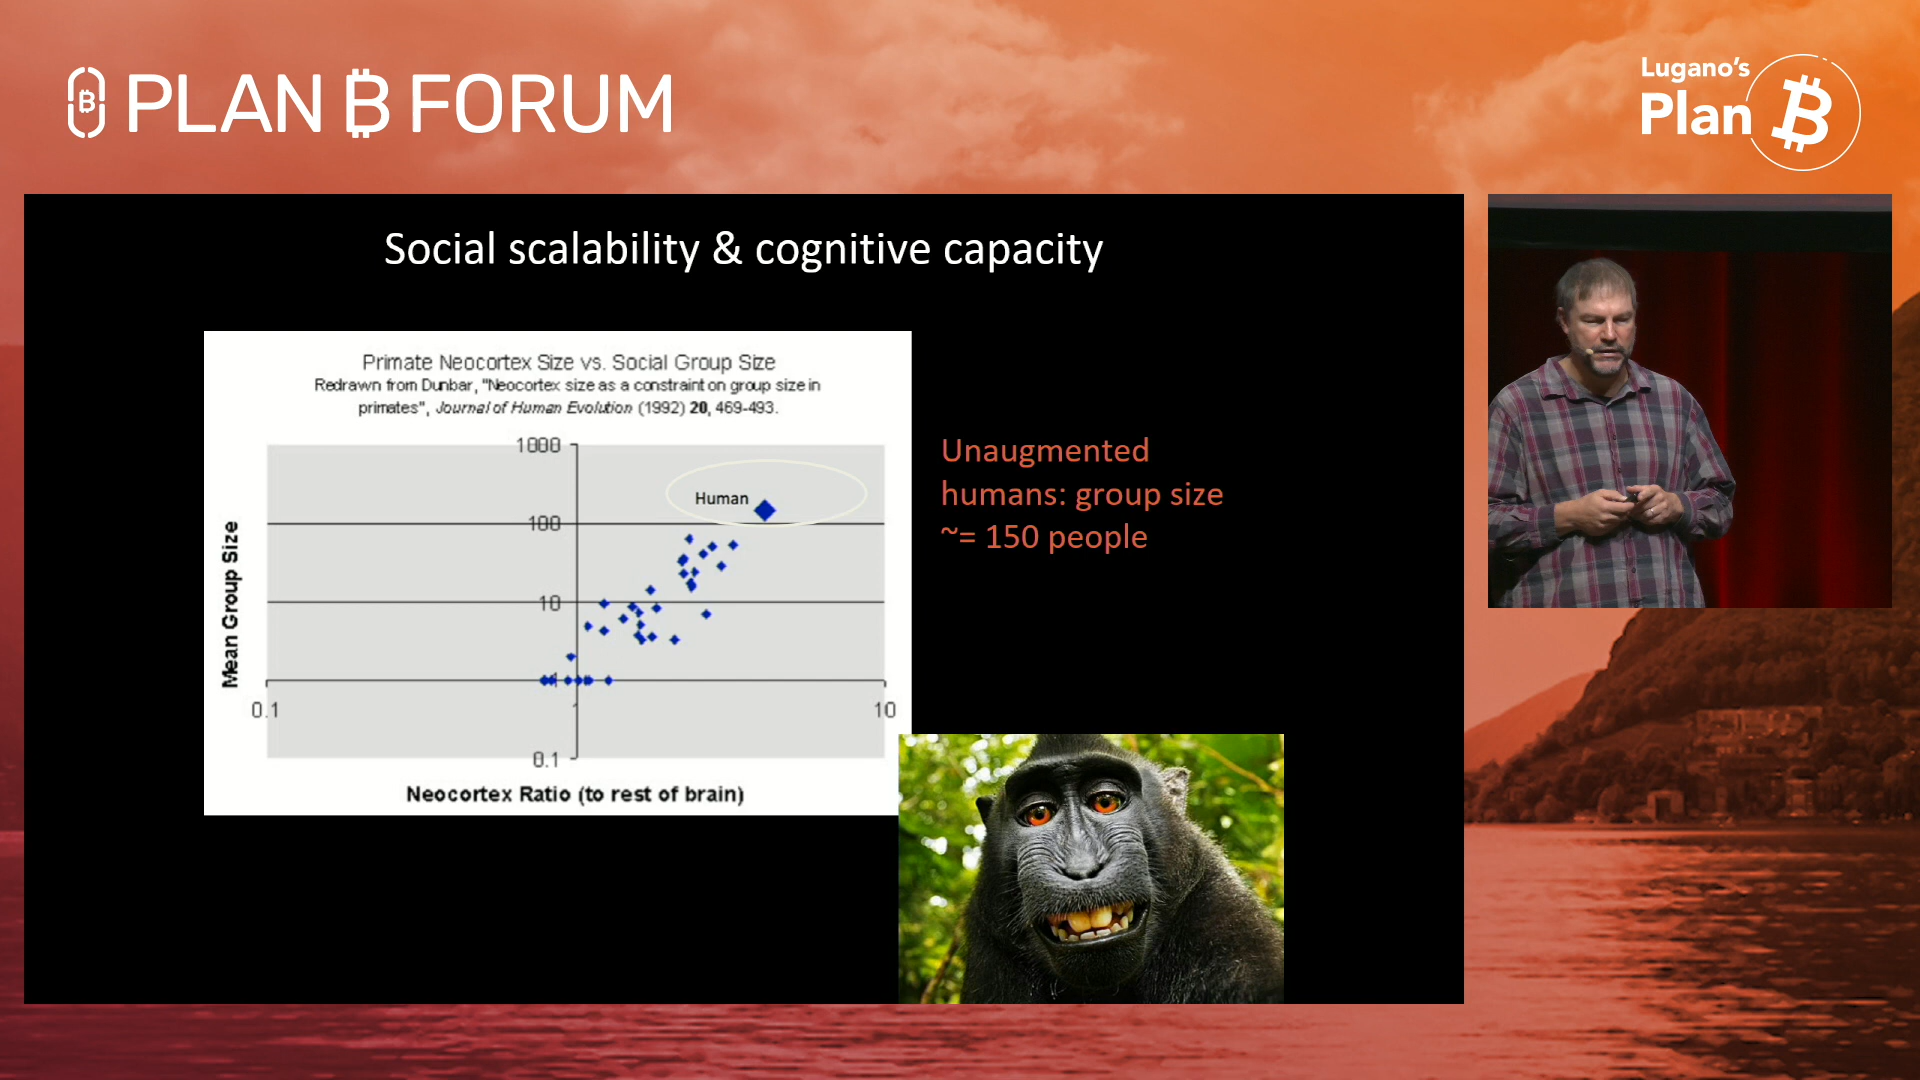 PLAN ₿ FORUM
Lugano's
Plan ₿
Social scalability & cognitive capacity
Primate Neocortex Size vs. Social Group Size
Redrawn from Dunbar, "Neocortex size as a constraint on group size in
primates", Journal of Human Evolution (1992) 20, 469-493.
Mean Group Size
1000
100
10
1
0.1
Human
0.1
1
10
Neocortex Ratio (to rest of brain)
Unaugmented
humans: group size
~= 150 people